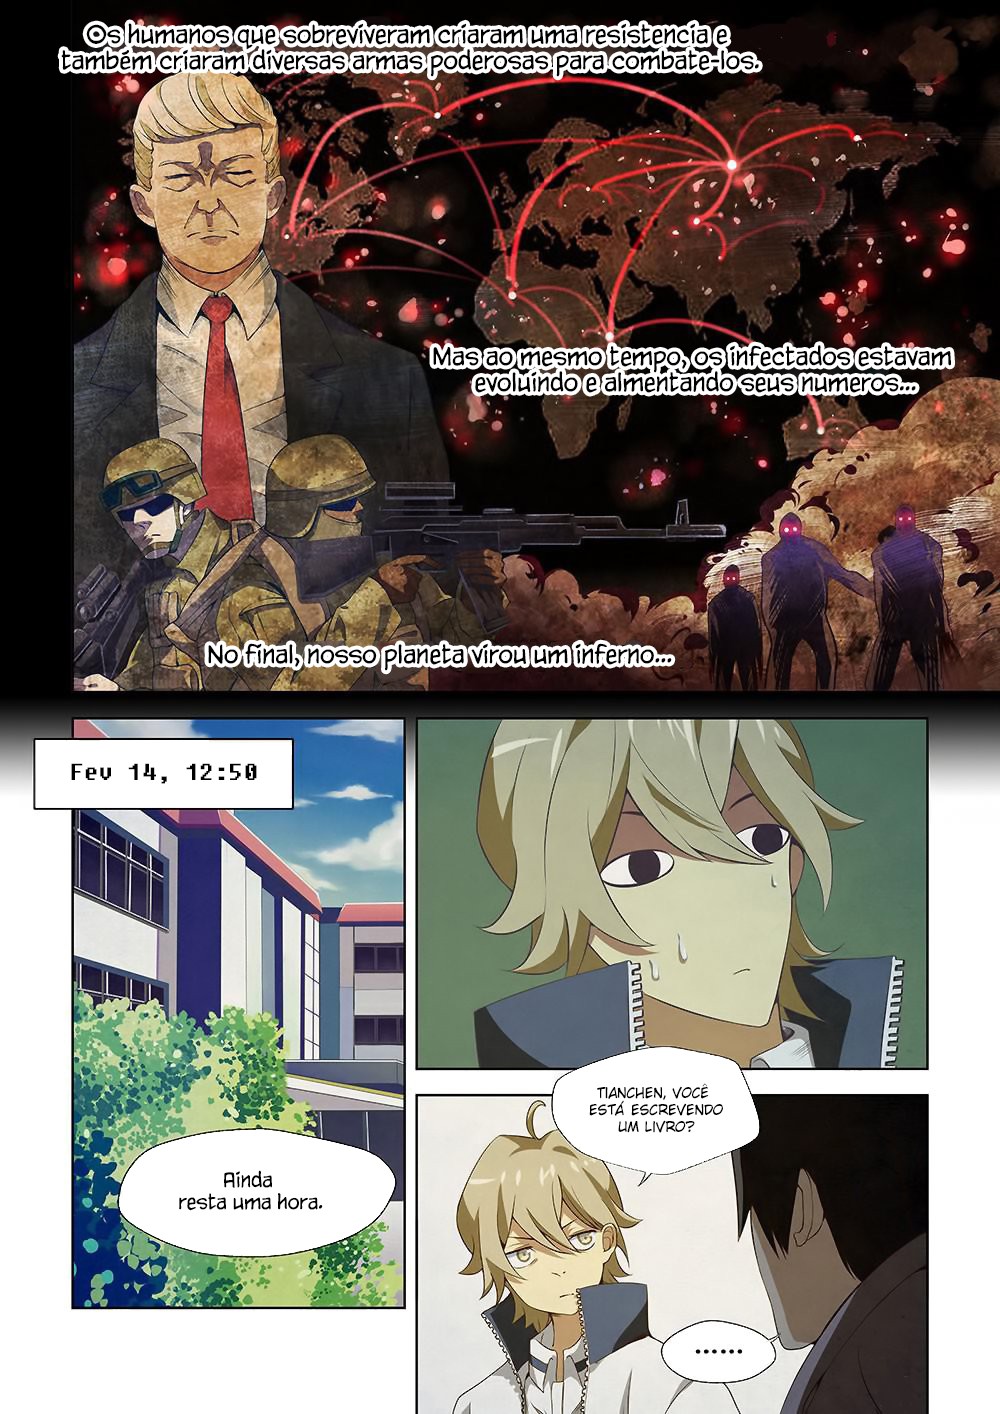 Os humanos que sobreviveram criaram uma resistencia e
também criaram diversas armas poderosas para combate-los.
Mas ao mesmo tempo, os infectados estavam
evoluindo e almentando seus numeros...
No final, nosso planeta virou um inferno...
Fev 14, 12:50
Ainda
resta uma hora.
TIANCHEN, VOCÊ
ESTÁ ESCREVENDO
UM LIVRO?
......